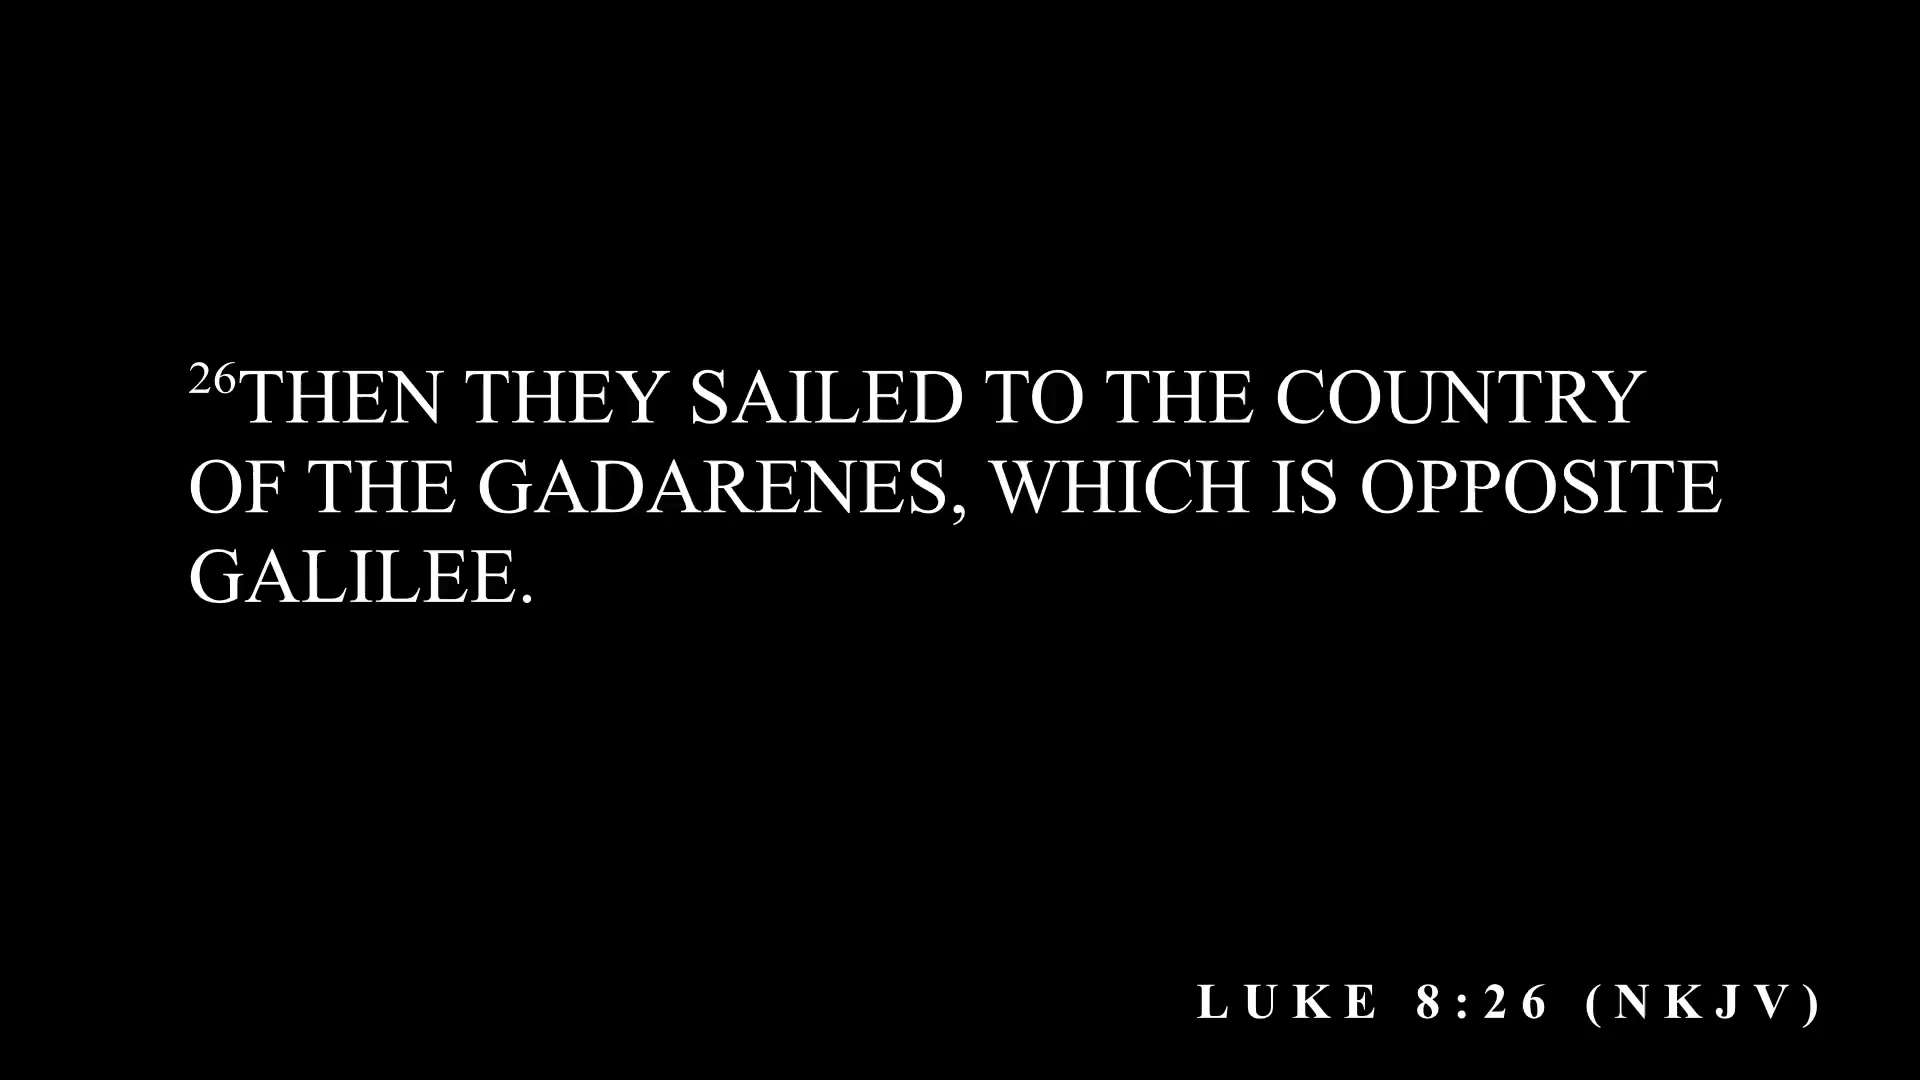 ²⁶THEN THEY SAILED TO THE COUNTRY
OF THE GADARENES, WHICH IS OPPOSITE
GALILEE.
LUKE 8:26 (NKJV)